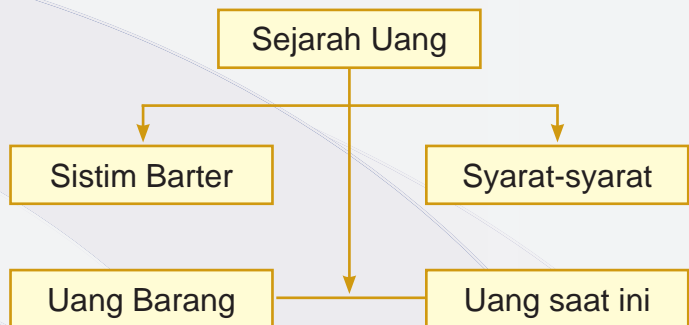 Sejarah Uang
Sistim Barter
Syarat-syarat
Uang Barang
Uang saat ini